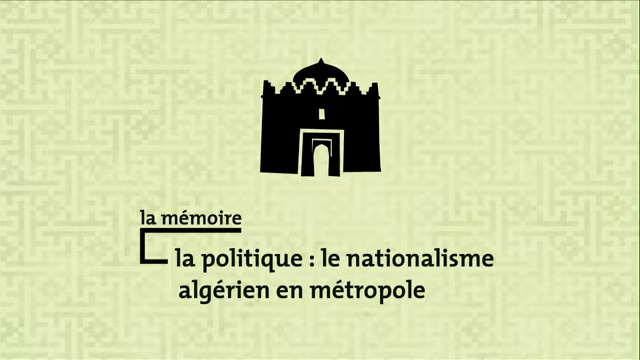 la mémoire
la politique : le nationalisme
algérien en métropole